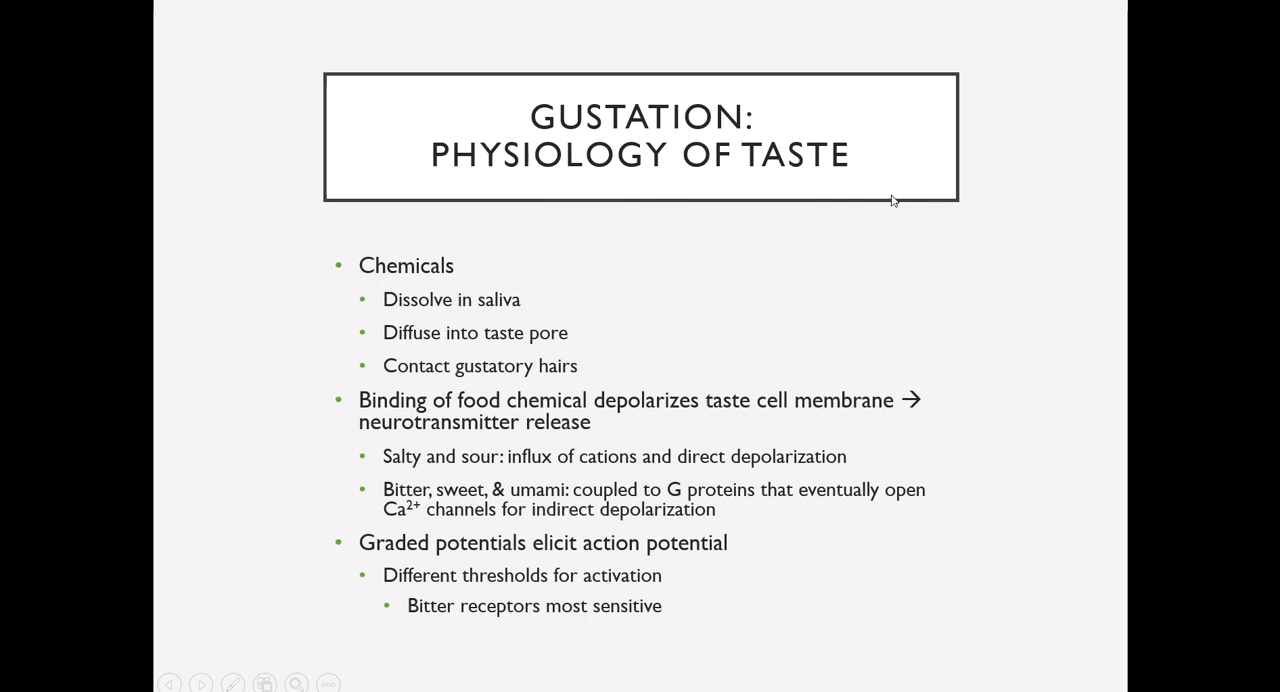 GUSTATION:
PHYSIOLOGY OF TASTE
• Chemicals
• Dissolve in saliva
• Diffuse into taste pore
• Contact gustatory hairs
• Binding of food chemical depolarizes taste cell membrane →
neurotransmitter release
• Salty and sour: influx of cations and direct depolarization
• Bitter, sweet, & umami: coupled to G proteins that eventually open
Ca²⁺ channels for indirect depolarization
• Graded potentials elicit action potential
• Different thresholds for activation
• Bitter receptors most sensitive